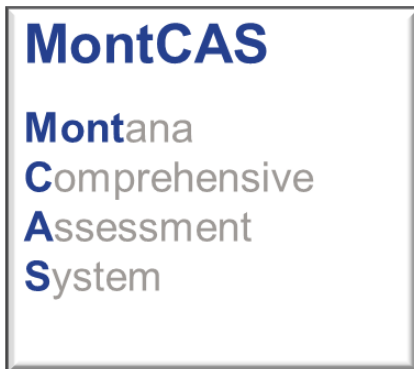 MontCAS
Montana
Comprehensive
Assessment
System